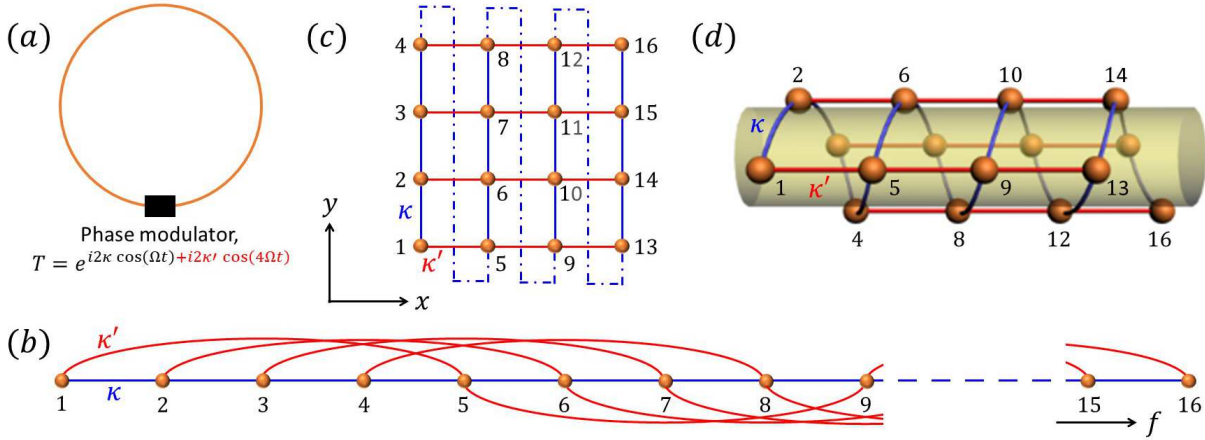 (a)
Phase modulator,
T = e^{i2κ cos(Ωt)+i2κ′ cos(4Ωt)}
(c)
4 8 12 16
3 7 11 15
2 6 10 14
κ
1 5 9 13
κ′
y
x
(d)
2 6 10 14
κ
1 κ′ 5 9 13
4 8 12 16
(b)
κ′
κ
1 2 3 4 5 6 7 8 9 15 16
f